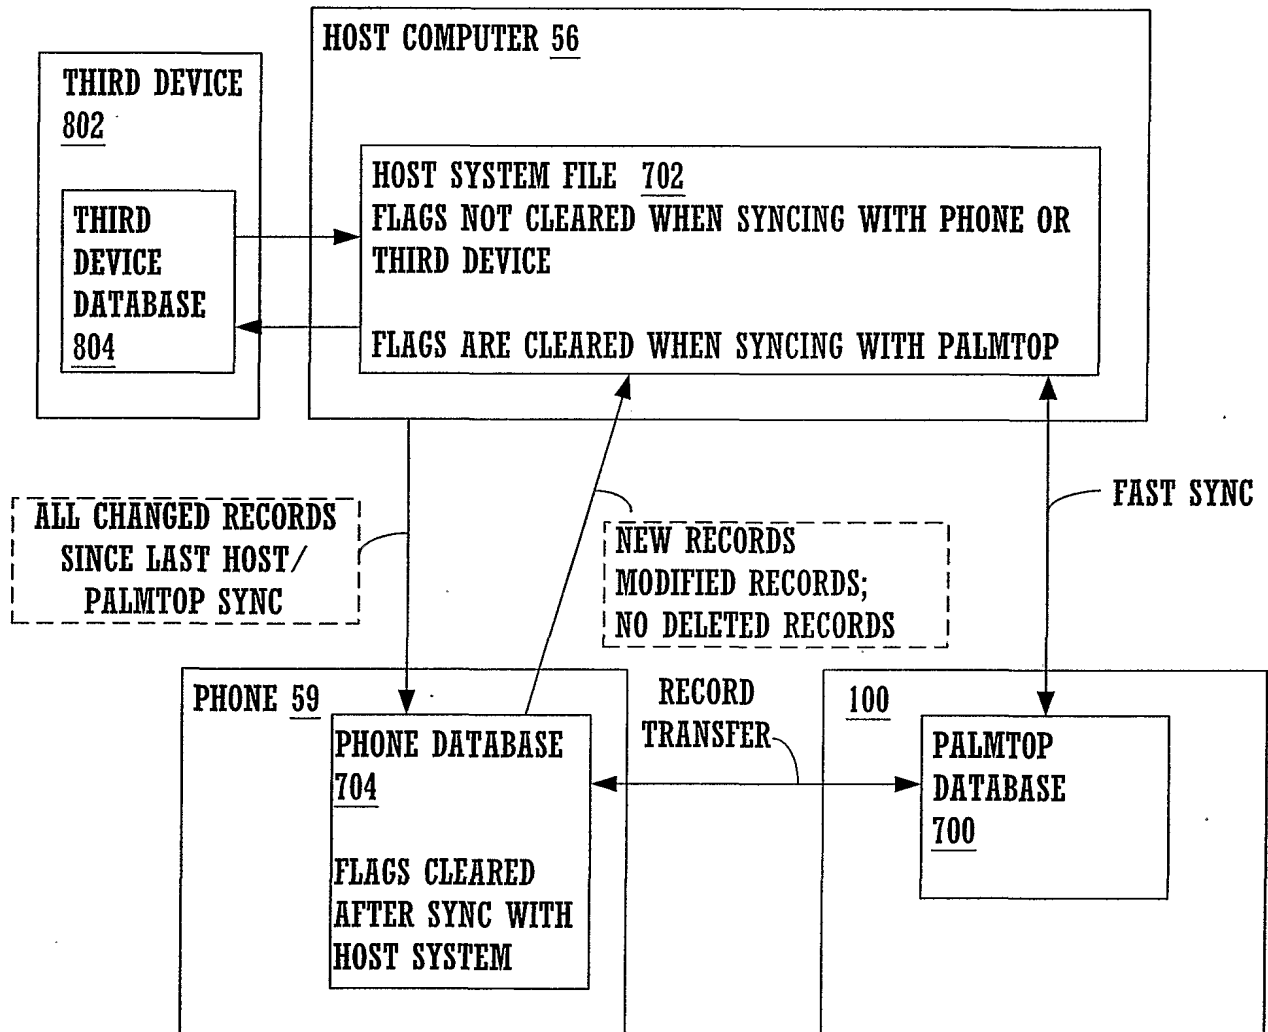 HOST COMPUTER 56
THIRD DEVICE
802
HOST SYSTEM FILE 702
FLAGS NOT CLEARED WHEN SYNCING WITH PHONE OR
THIRD DEVICE
FLAGS ARE CLEARED WHEN SYNCING WITH PALMTOP
THIRD
DEVICE
DATABASE
804
ALL CHANGED RECORDS
SINCE LAST HOST/
PALMTOP SYNC
NEW RECORDS
MODIFIED RECORDS;
NO DELETED RECORDS
FAST SYNC
PHONE 59
PHONE DATABASE
704
FLAGS CLEARED
AFTER SYNC WITH
HOST SYSTEM
RECORD
TRANSFER
100
PALMTOP
DATABASE
700